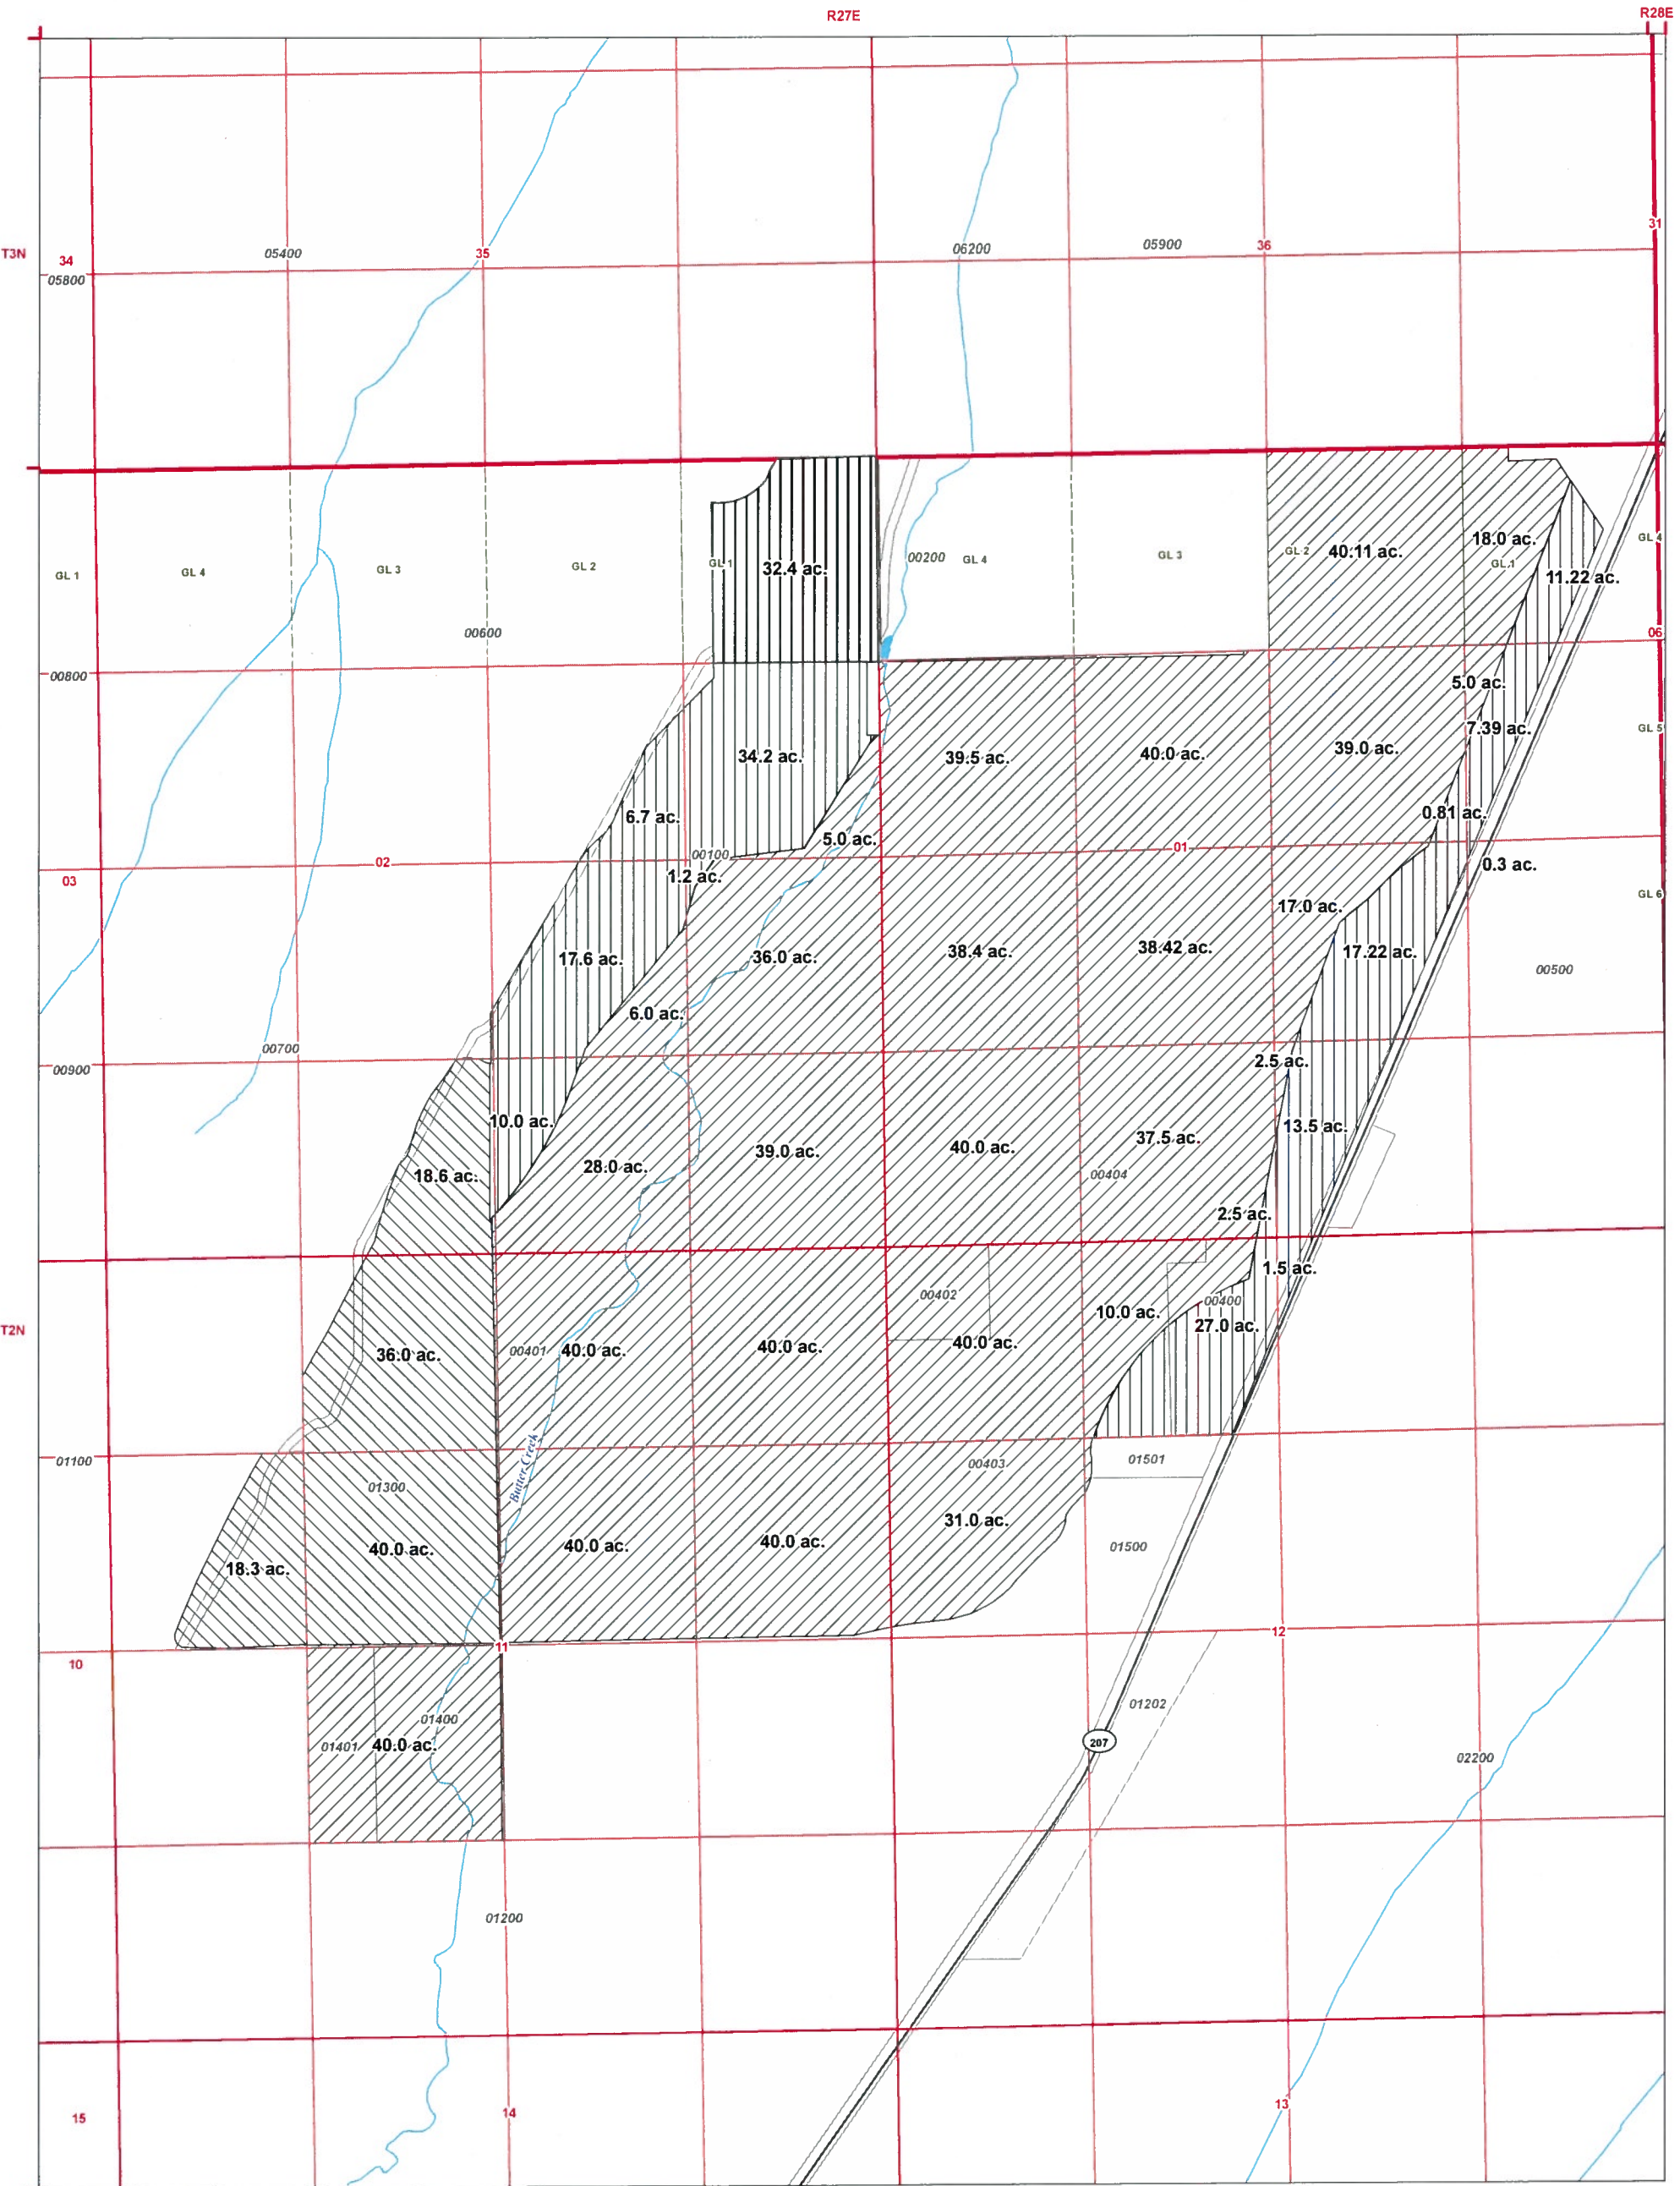 R27E
R28E
31
T3N
34
05400
35
06200
05900
36
05800
GL 1
GL 4
GL 3
GL 2
GL 1
32.4 ac.
00200
GL 4
GL 3
GL 2
40.11 ac.
18.0 ac.
GL 1
GL 4
11.22 ac.
00600
06
00800
5.0 ac.
7.39 ac.
GL 5
34.2 ac.
39.5 ac.
40.0 ac.
39.0 ac.
6.7 ac.
0.81 ac.
5.0 ac.
00100
01
02
0.3 ac.
03
1.2 ac.
GL 6
17.0 ac.
17.6 ac.
36.0 ac.
38.4 ac.
38.42 ac.
17.22 ac.
00500
6.0 ac.
00700
2.5 ac.
00900
10.0 ac.
13.5 ac.
18.6 ac.
28.0 ac.
39.0 ac.
40.0 ac.
37.5 ac.
00404
2.5 ac.
1.5 ac.
00402
00400
10.0 ac.
27.0 ac.
T2N
36.0 ac.
00401
40.0 ac.
40.0 ac.
40.0 ac.
01100
Butter Creek
00403
01501
01300
31.0 ac.
40.0 ac.
40.0 ac.
40.0 ac.
01500
18.3 ac.
11
12
10
01202
01400
01401
40.0 ac.
207
02200
01200
15
14
13